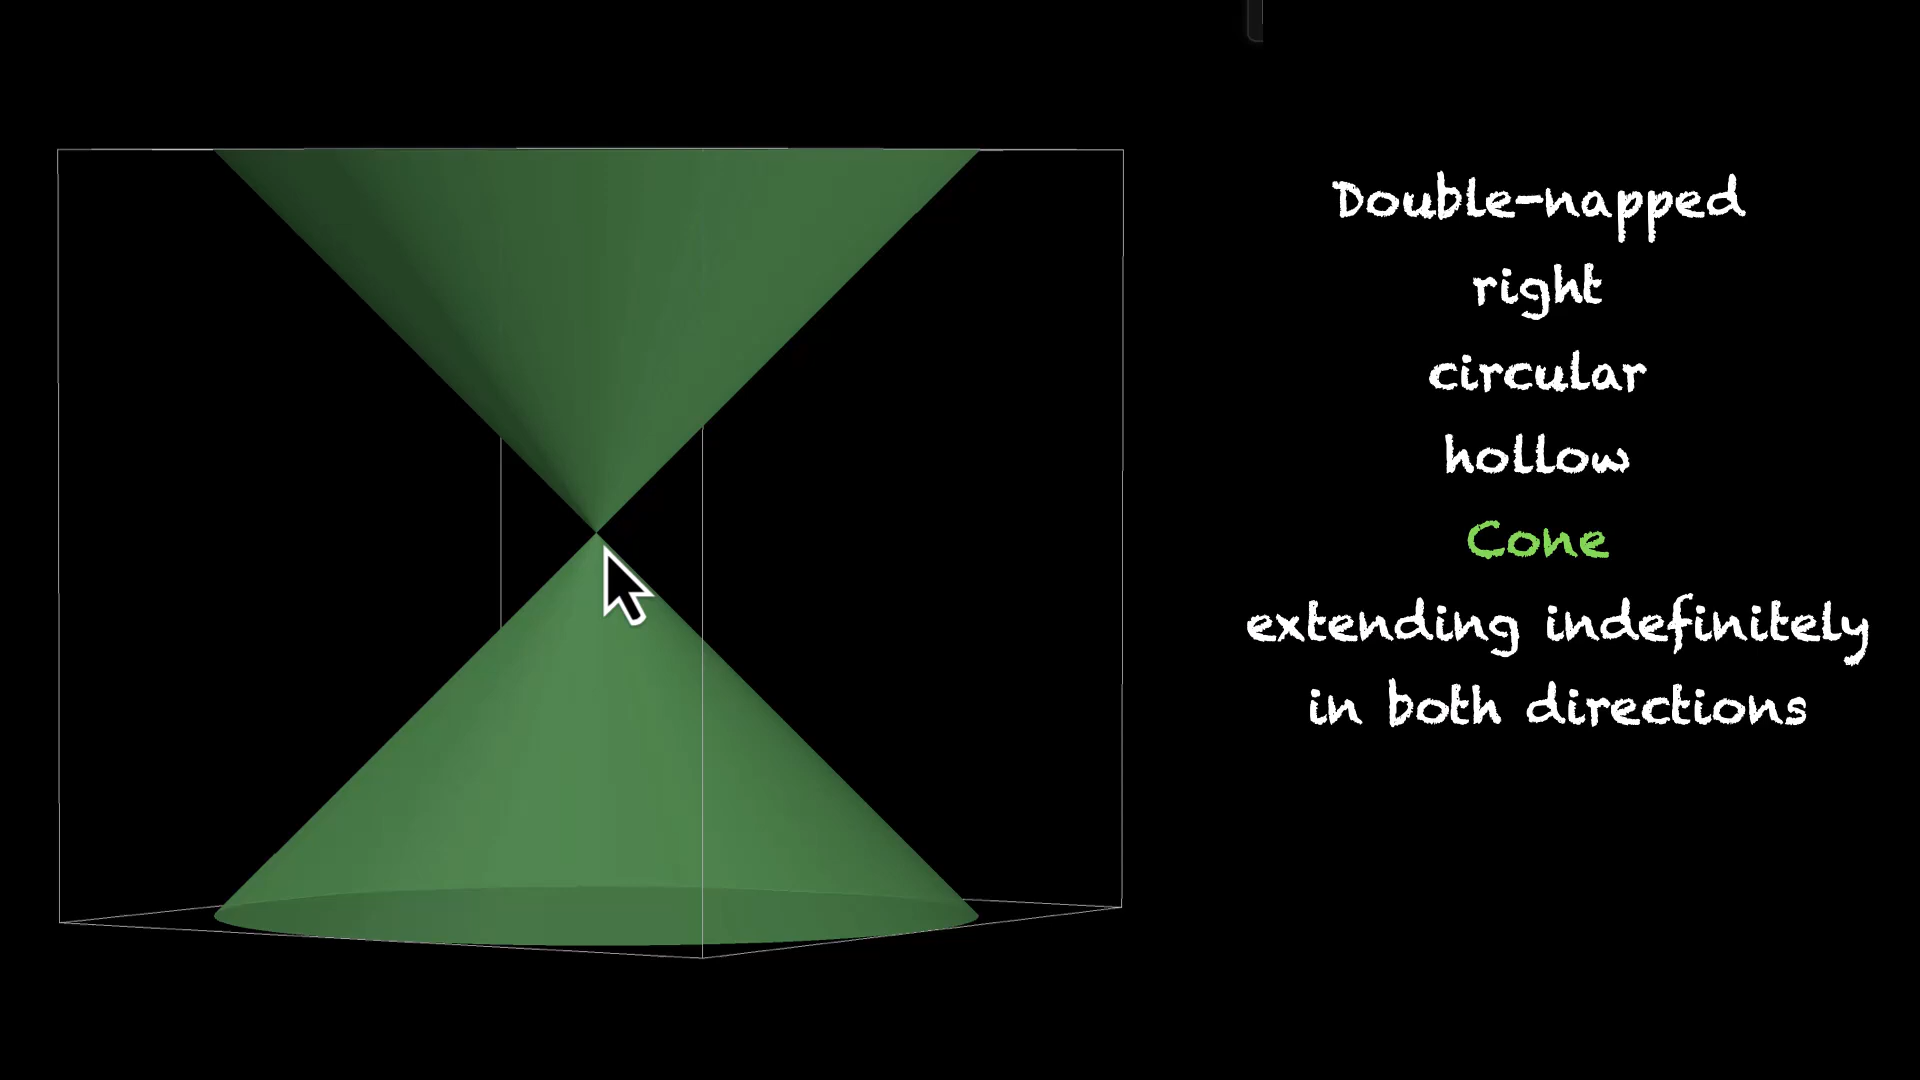 Double-napped
right
circular
hollow
Cone
extending indefinitely
in both directions